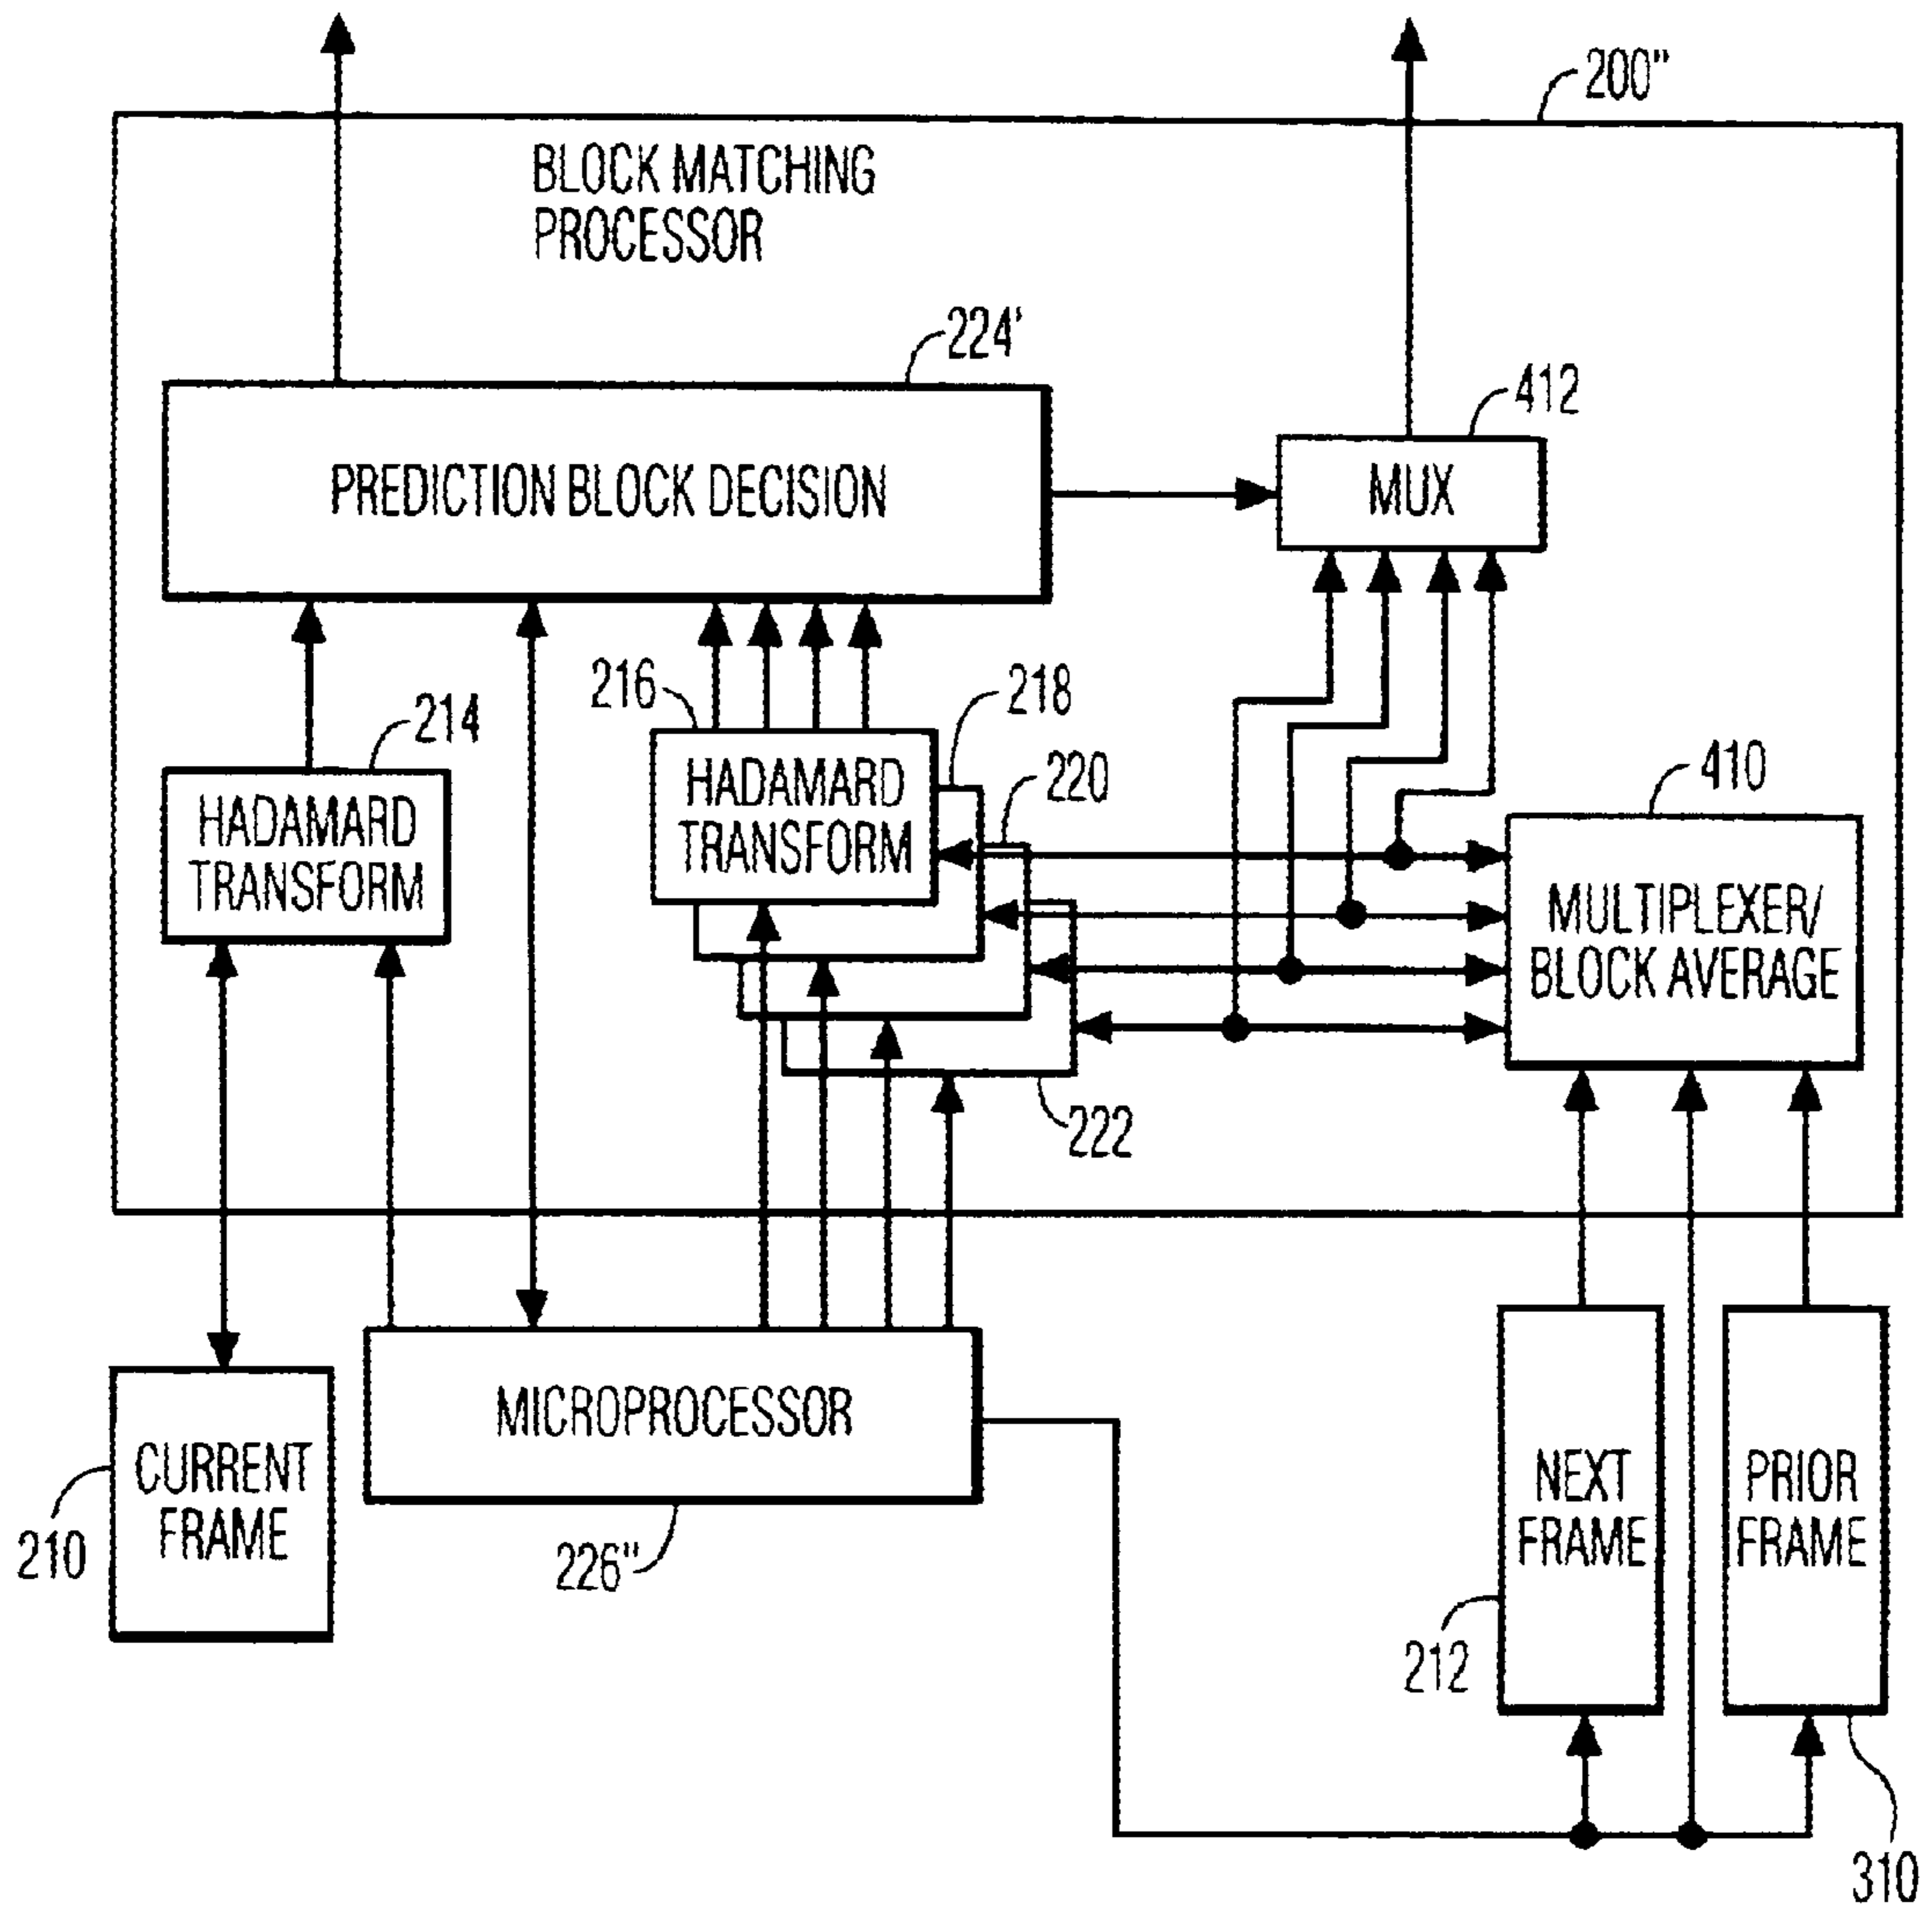 200"
BLOCK MATCHING
PROCESSOR
224'
412
PREDICTION BLOCK DECISION
MUX
216
218
214
220
410
HADAMARD
TRANSFORM
HADAMARD
TRANSFORM
MULTIPLEXER/
BLOCK AVERAGE
222
MICROPROCESSOR
CURRENT
FRAME
NEXT
FRAME
PRIOR
FRAME
210
226"
212
310